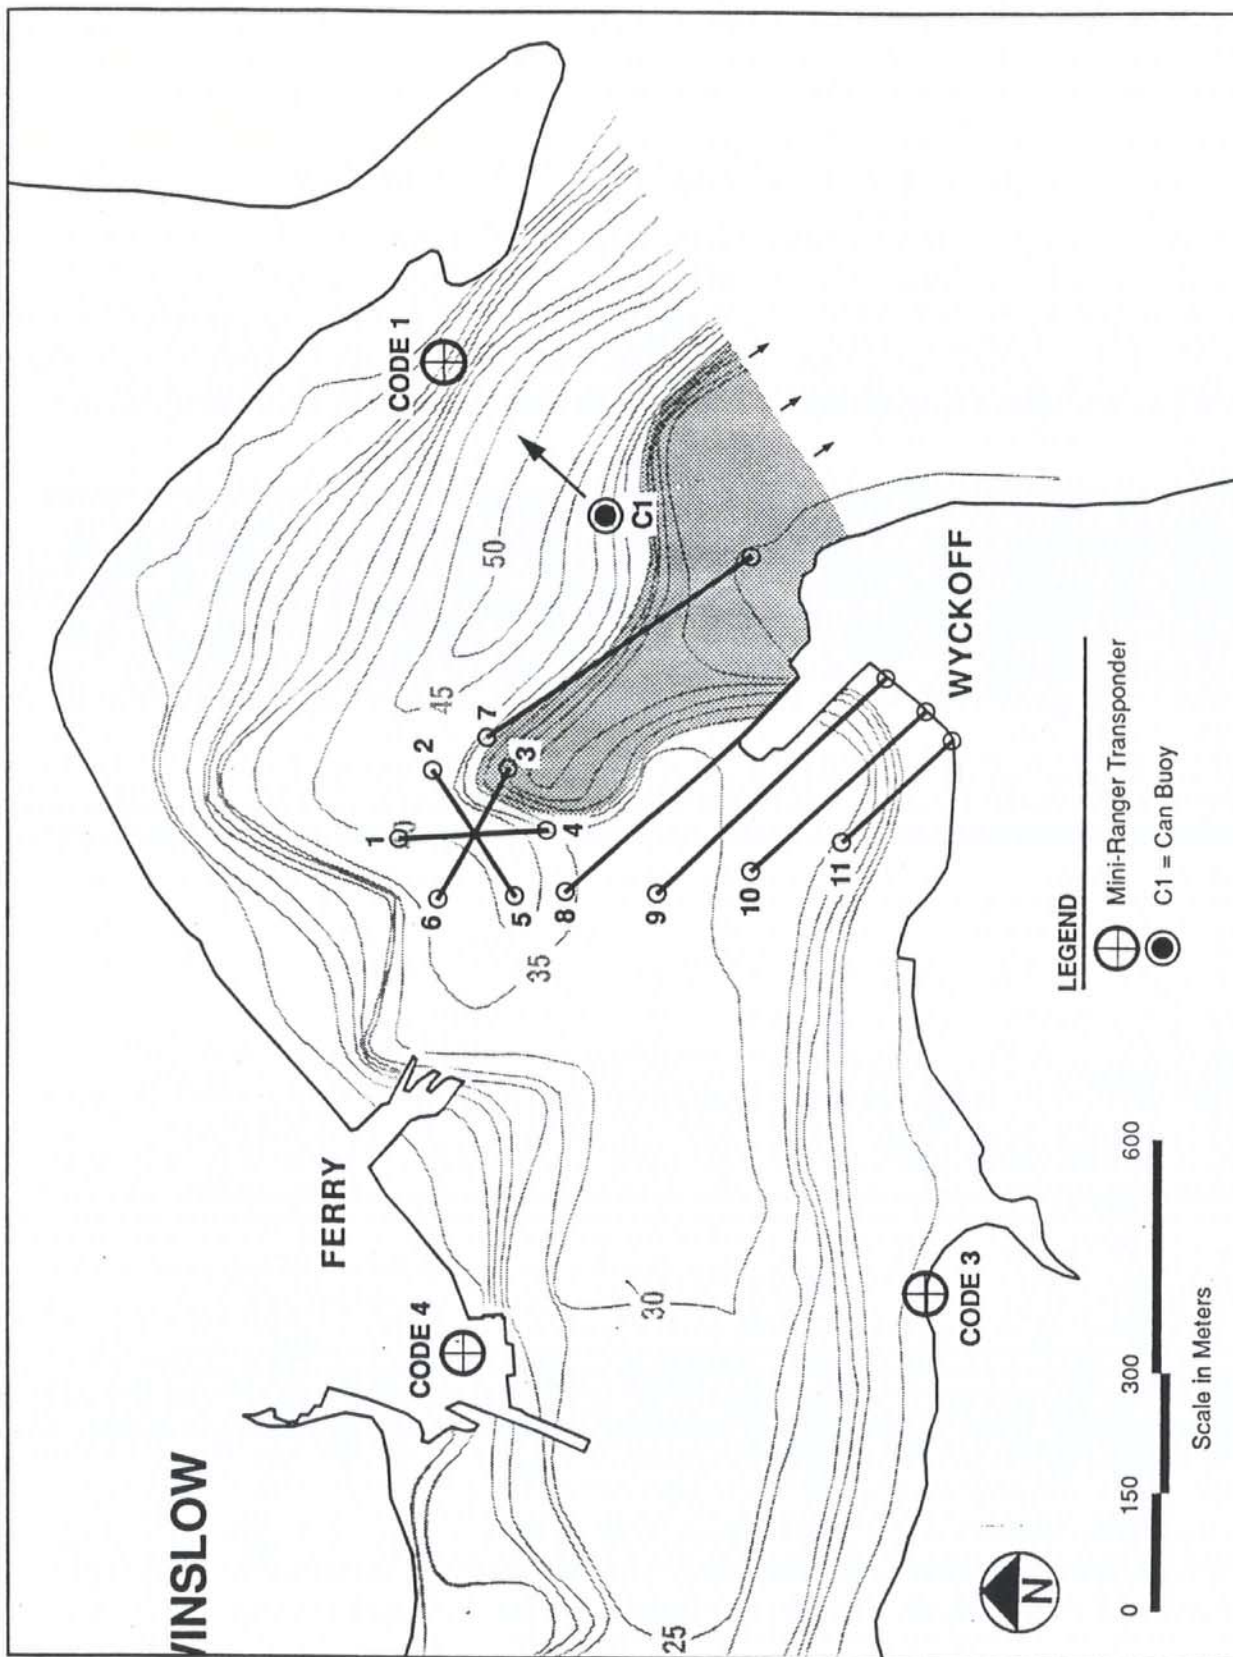 WINSLOW
FERRY
CODE 4
CODE 1
1
2
6
7
3
5
4
8
9
10
11
45
50
35
30
25
C1
CODE 3
WYCKOFF
LEGEND
Mini-Ranger Transponder
C1 = Can Buoy
N
0 150 300 600
Scale in Meters